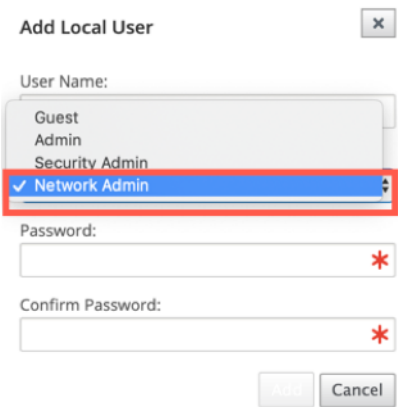 Add Local User
×
User Name:
Guest
Admin
Security Admin
✓ Network Admin
Password:
*
Confirm Password:
*
Add Cancel